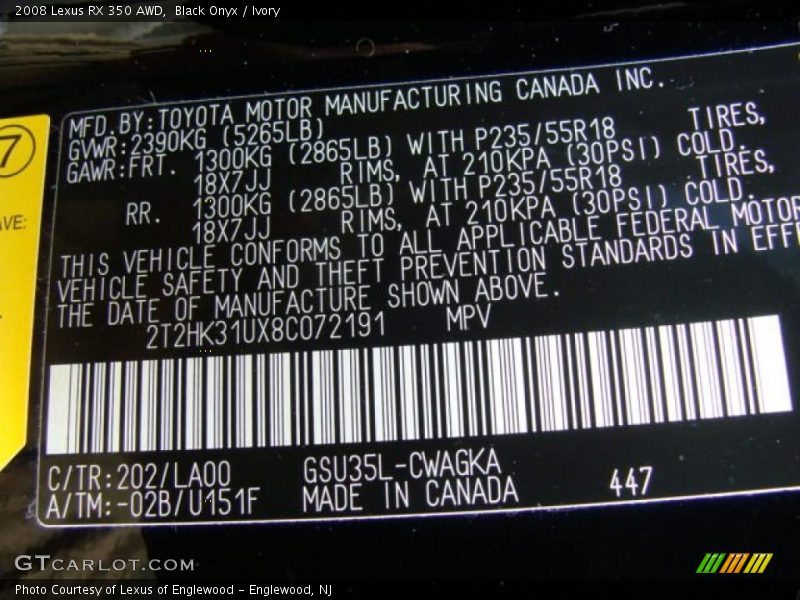 2008 Lexus RX 350 AWD, Black Onyx / Ivory
7
AVE:
MFD.BY:TOYOTA MOTOR MANUFACTURING CANADA INC.
GVWR:2390KG (5265LB)
GAWR:FRT. 1300KG (2865LB) WITH P235/55R18 TIRES,
18X7JJ RIMS, AT 210KPA (30PSI) COLD.
RR. 1300KG (2865LB) WITH P235/55R18 TIRES,
18X7JJ RIMS, AT 210KPA (30PSI) COLD.
THIS VEHICLE CONFORMS TO ALL APPLICABLE FEDERAL MOTOR
VEHICLE SAFETY AND THEFT PREVENTION STANDARDS IN EFFE
THE DATE OF MANUFACTURE SHOWN ABOVE.
2T2HK31UX8C072191 MPV
C/TR:202/LA00 GSU35L-CWAGKA
A/TM:-02B/U151F MADE IN CANADA 447
GTCARLOT.COM
Photo Courtesy of Lexus of Englewood - Englewood, NJ